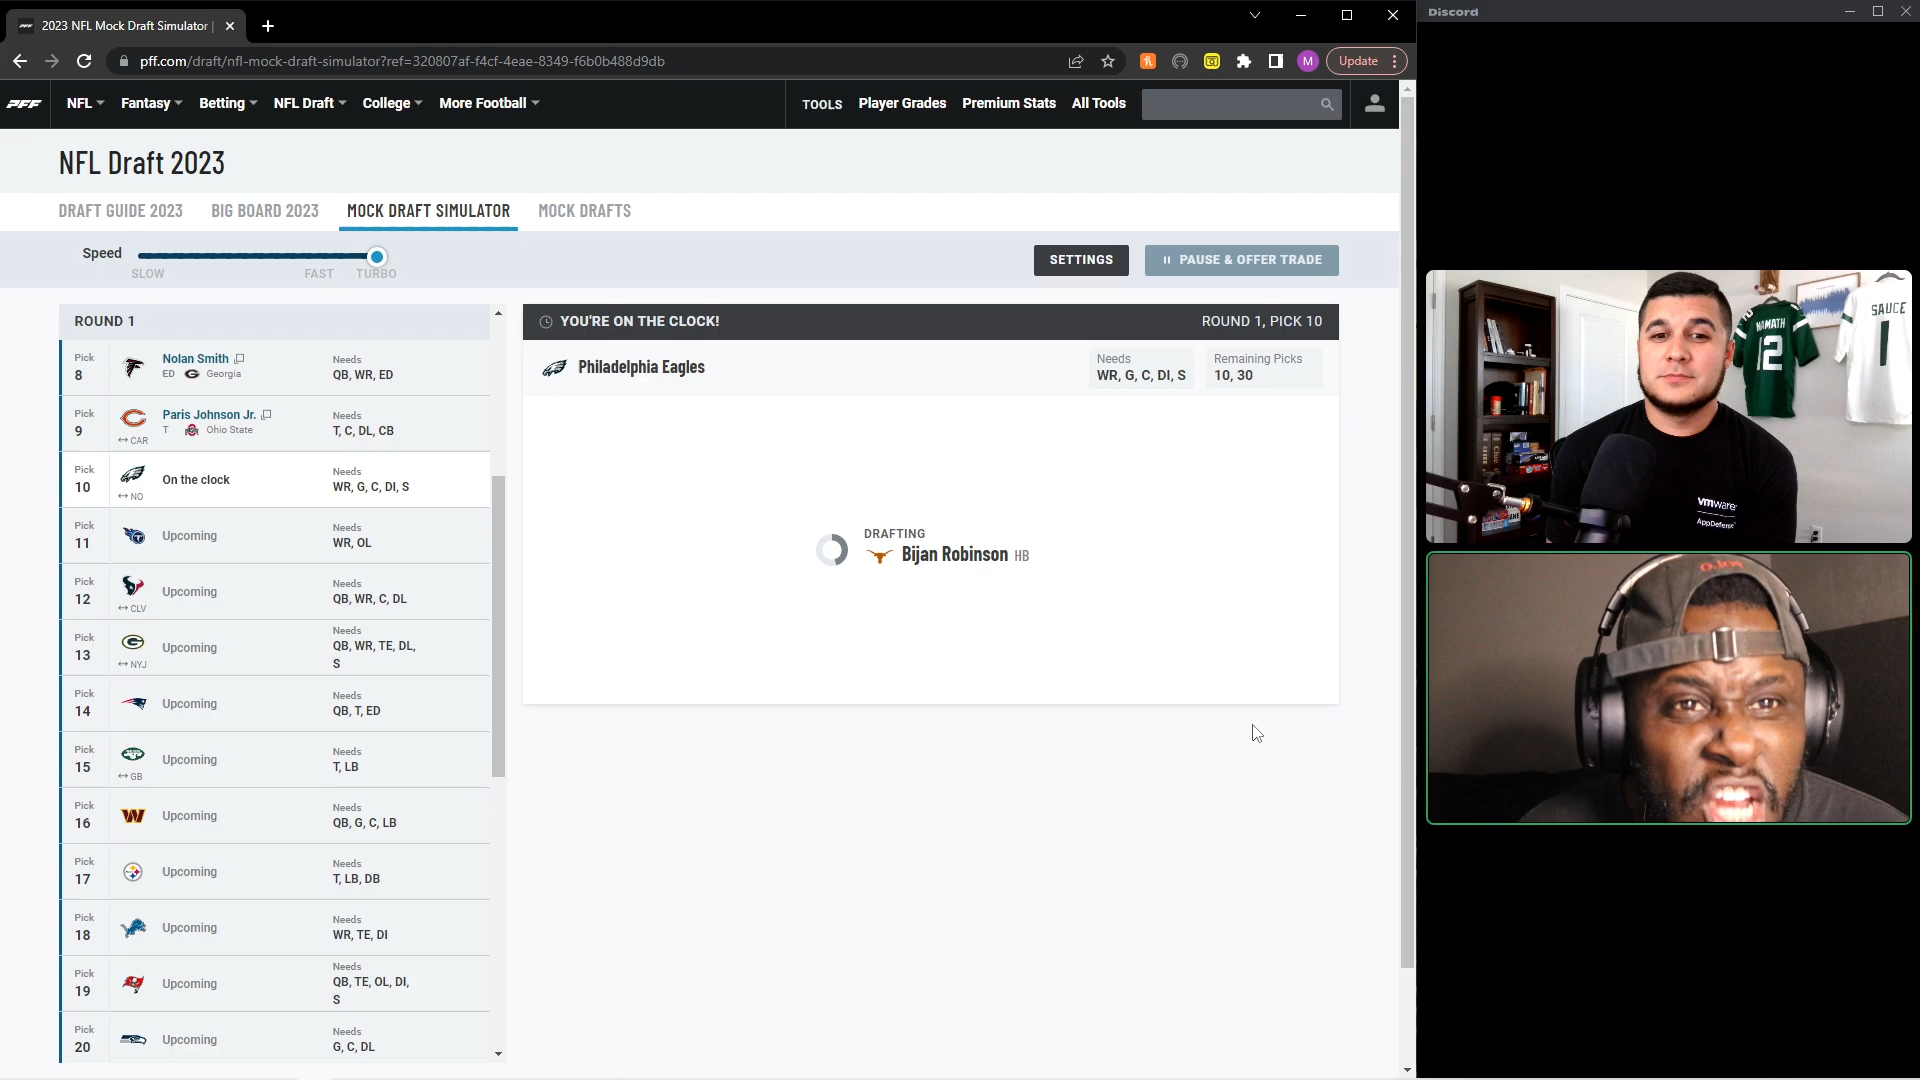 2023 NFL Mock Draft Simulator |
pff.com/draft/nfl-mock-draft-simulator?ref=320807af-f4cf-4eae-8349-f6b0b488d9db
M
Update
Discord
PFF
NFL
Fantasy
Betting
NFL Draft
College
More Football
TOOLS
Player Grades
Premium Stats
All Tools
NFL Draft 2023
DRAFT GUIDE 2023
BIG BOARD 2023
MOCK DRAFT SIMULATOR
MOCK DRAFTS
Speed
SLOW
FAST
TURBO
SETTINGS
PAUSE & OFFER TRADE
ROUND 1
Pick
8
Nolan Smith
ED Georgia
Needs
QB, WR, ED
Pick
9
CAR
Paris Johnson Jr.
T Ohio State
Needs
T, C, DL, CB
Pick
10
NO
On the clock
Needs
WR, G, C, DI, S
Pick
11
Upcoming
Needs
WR, OL
Pick
12
CLV
Upcoming
Needs
QB, WR, C, DL
Pick
13
NYJ
Upcoming
Needs
QB, WR, TE, DL,
S
Pick
14
Upcoming
Needs
QB, T, ED
Pick
15
GB
Upcoming
Needs
T, LB
Pick
16
Upcoming
Needs
QB, G, C, LB
Pick
17
Upcoming
Needs
T, LB, DB
Pick
18
Upcoming
Needs
WR, TE, DI
Pick
19
Upcoming
Needs
QB, TE, OL, DI,
S
Pick
20
Upcoming
Needs
G, C, DL
YOU'RE ON THE CLOCK!
ROUND 1, PICK 10
Philadelphia Eagles
Needs
WR, G, C, DI, S
Remaining Picks
10, 30
DRAFTING
Bijan Robinson HB
NAMATH
12
SAUCE
1
vmware
AppDefense